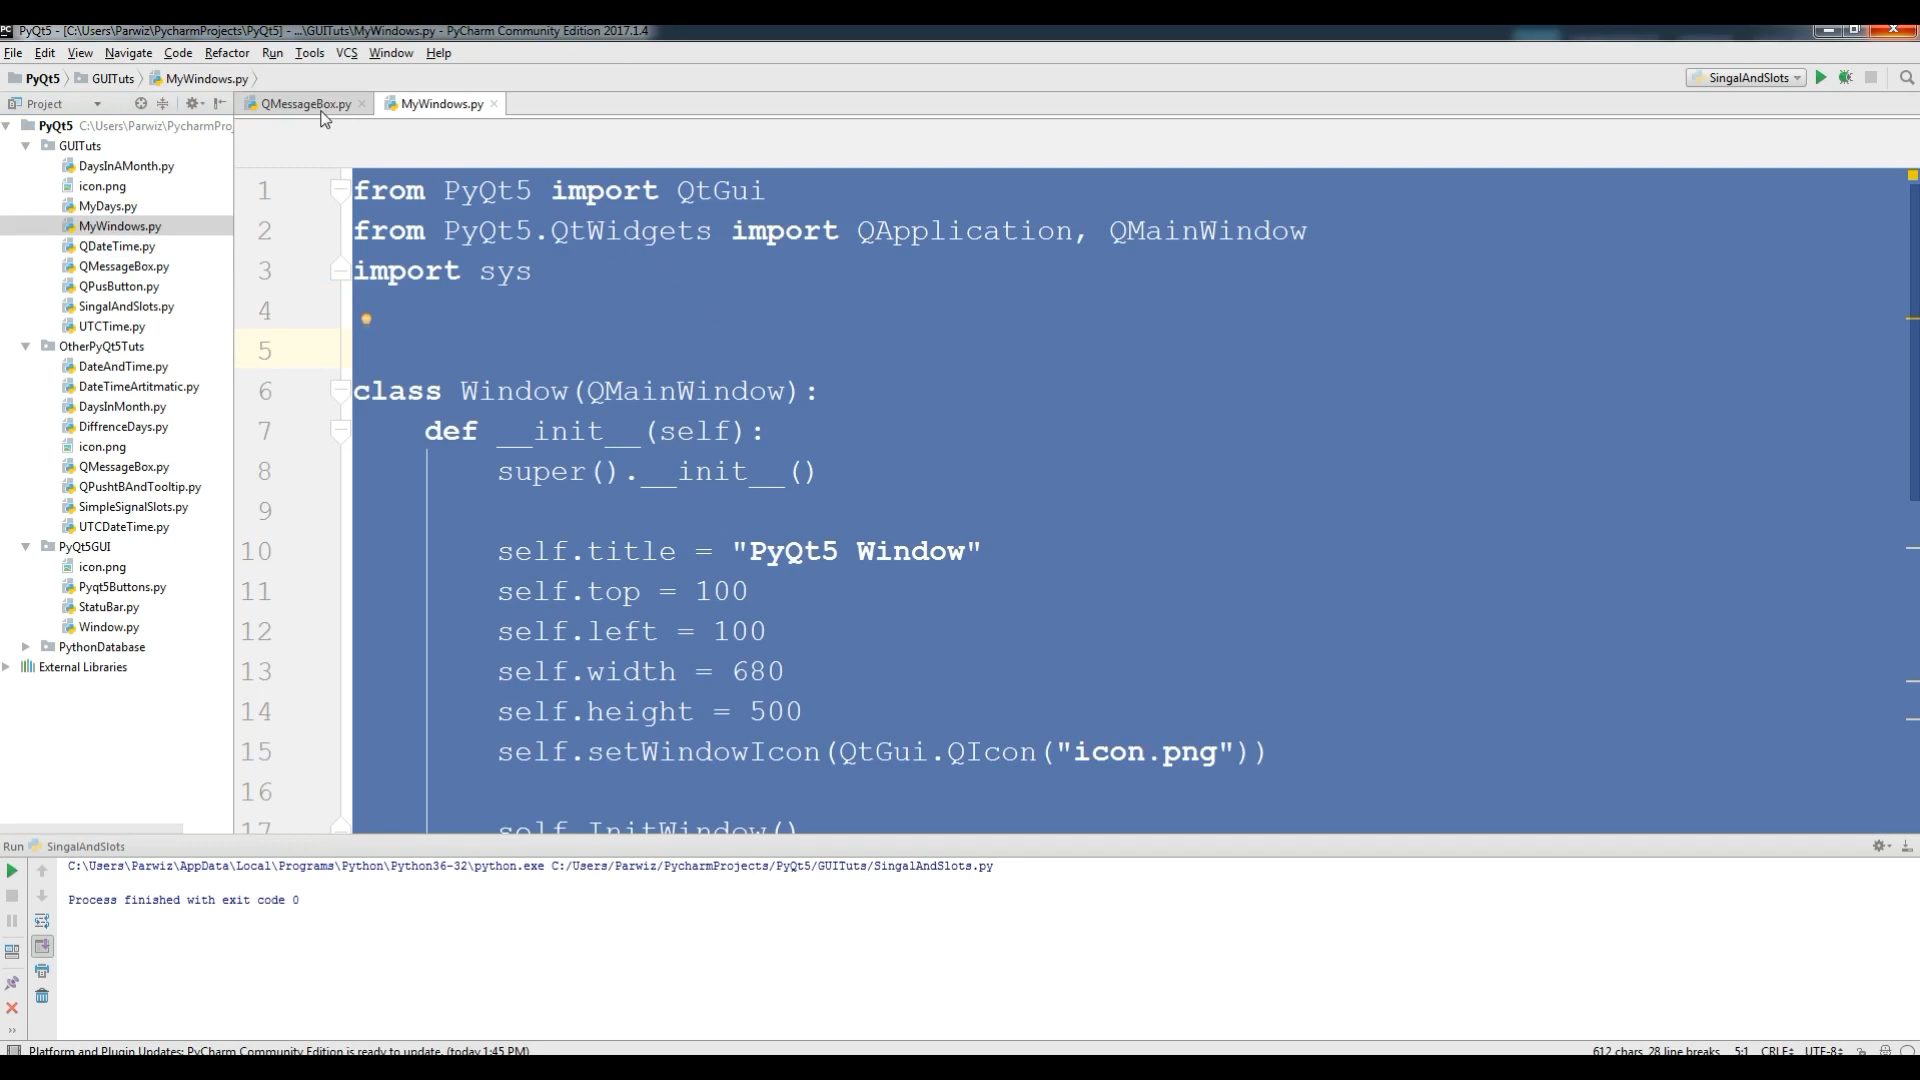 PyQt5 - [C:\Users\Parwiz\PycharmProjects\PyQt5] - ...\GUITuts\MyWindows.py - PyCharm Community Edition 2017.1.4
File Edit View Navigate Code Refactor Run Tools VCS Window Help
PyQt5 GUITuts MyWindows.py SingalAndSlots
Project QMessageBox.py MyWindows.py
PyQt5 C:\Users\Parwiz\PycharmPro
GUITuts
DaysInAMonth.py
icon.png
MyDays.py
MyWindows.py
QDateTime.py
QMessageBox.py
QPusButton.py
SingalAndSlots.py
UTCTime.py
OtherPyQt5Tuts
DateAndTime.py
DateTimeArtitmatic.py
DaysInMonth.py
DiffrenceDays.py
icon.png
QMessageBox.py
QPushtBAndTooltip.py
SimpleSignalSlots.py
UTCDateTime.py
PyQt5GUI
icon.png
Pyqt5Buttons.py
StatuBar.py
Window.py
PythonDatabase
External Libraries
1 from PyQt5 import QtGui
2 from PyQt5.QtWidgets import QApplication, QMainWindow
3 import sys
4
5
6 class Window(QMainWindow):
7 def __init__(self):
8 super().__init__()
9
10 self.title = "PyQt5 Window"
11 self.top = 100
12 self.left = 100
13 self.width = 680
14 self.height = 500
15 self.setWindowIcon(QtGui.QIcon("icon.png"))
16
17 self.InitWindow()
Run SingalAndSlots
C:\Users\Parwiz\AppData\Local\Programs\Python\Python36-32\python.exe C:/Users/Parwiz/PycharmProjects/PyQt5/GUITuts/SingalAndSlots.py
Process finished with exit code 0
Platform and Plugin Updates: PyCharm Community Edition is ready to update. (today 1:45 PM) 612 chars, 28 line breaks 5:1 CRLF UTF-8